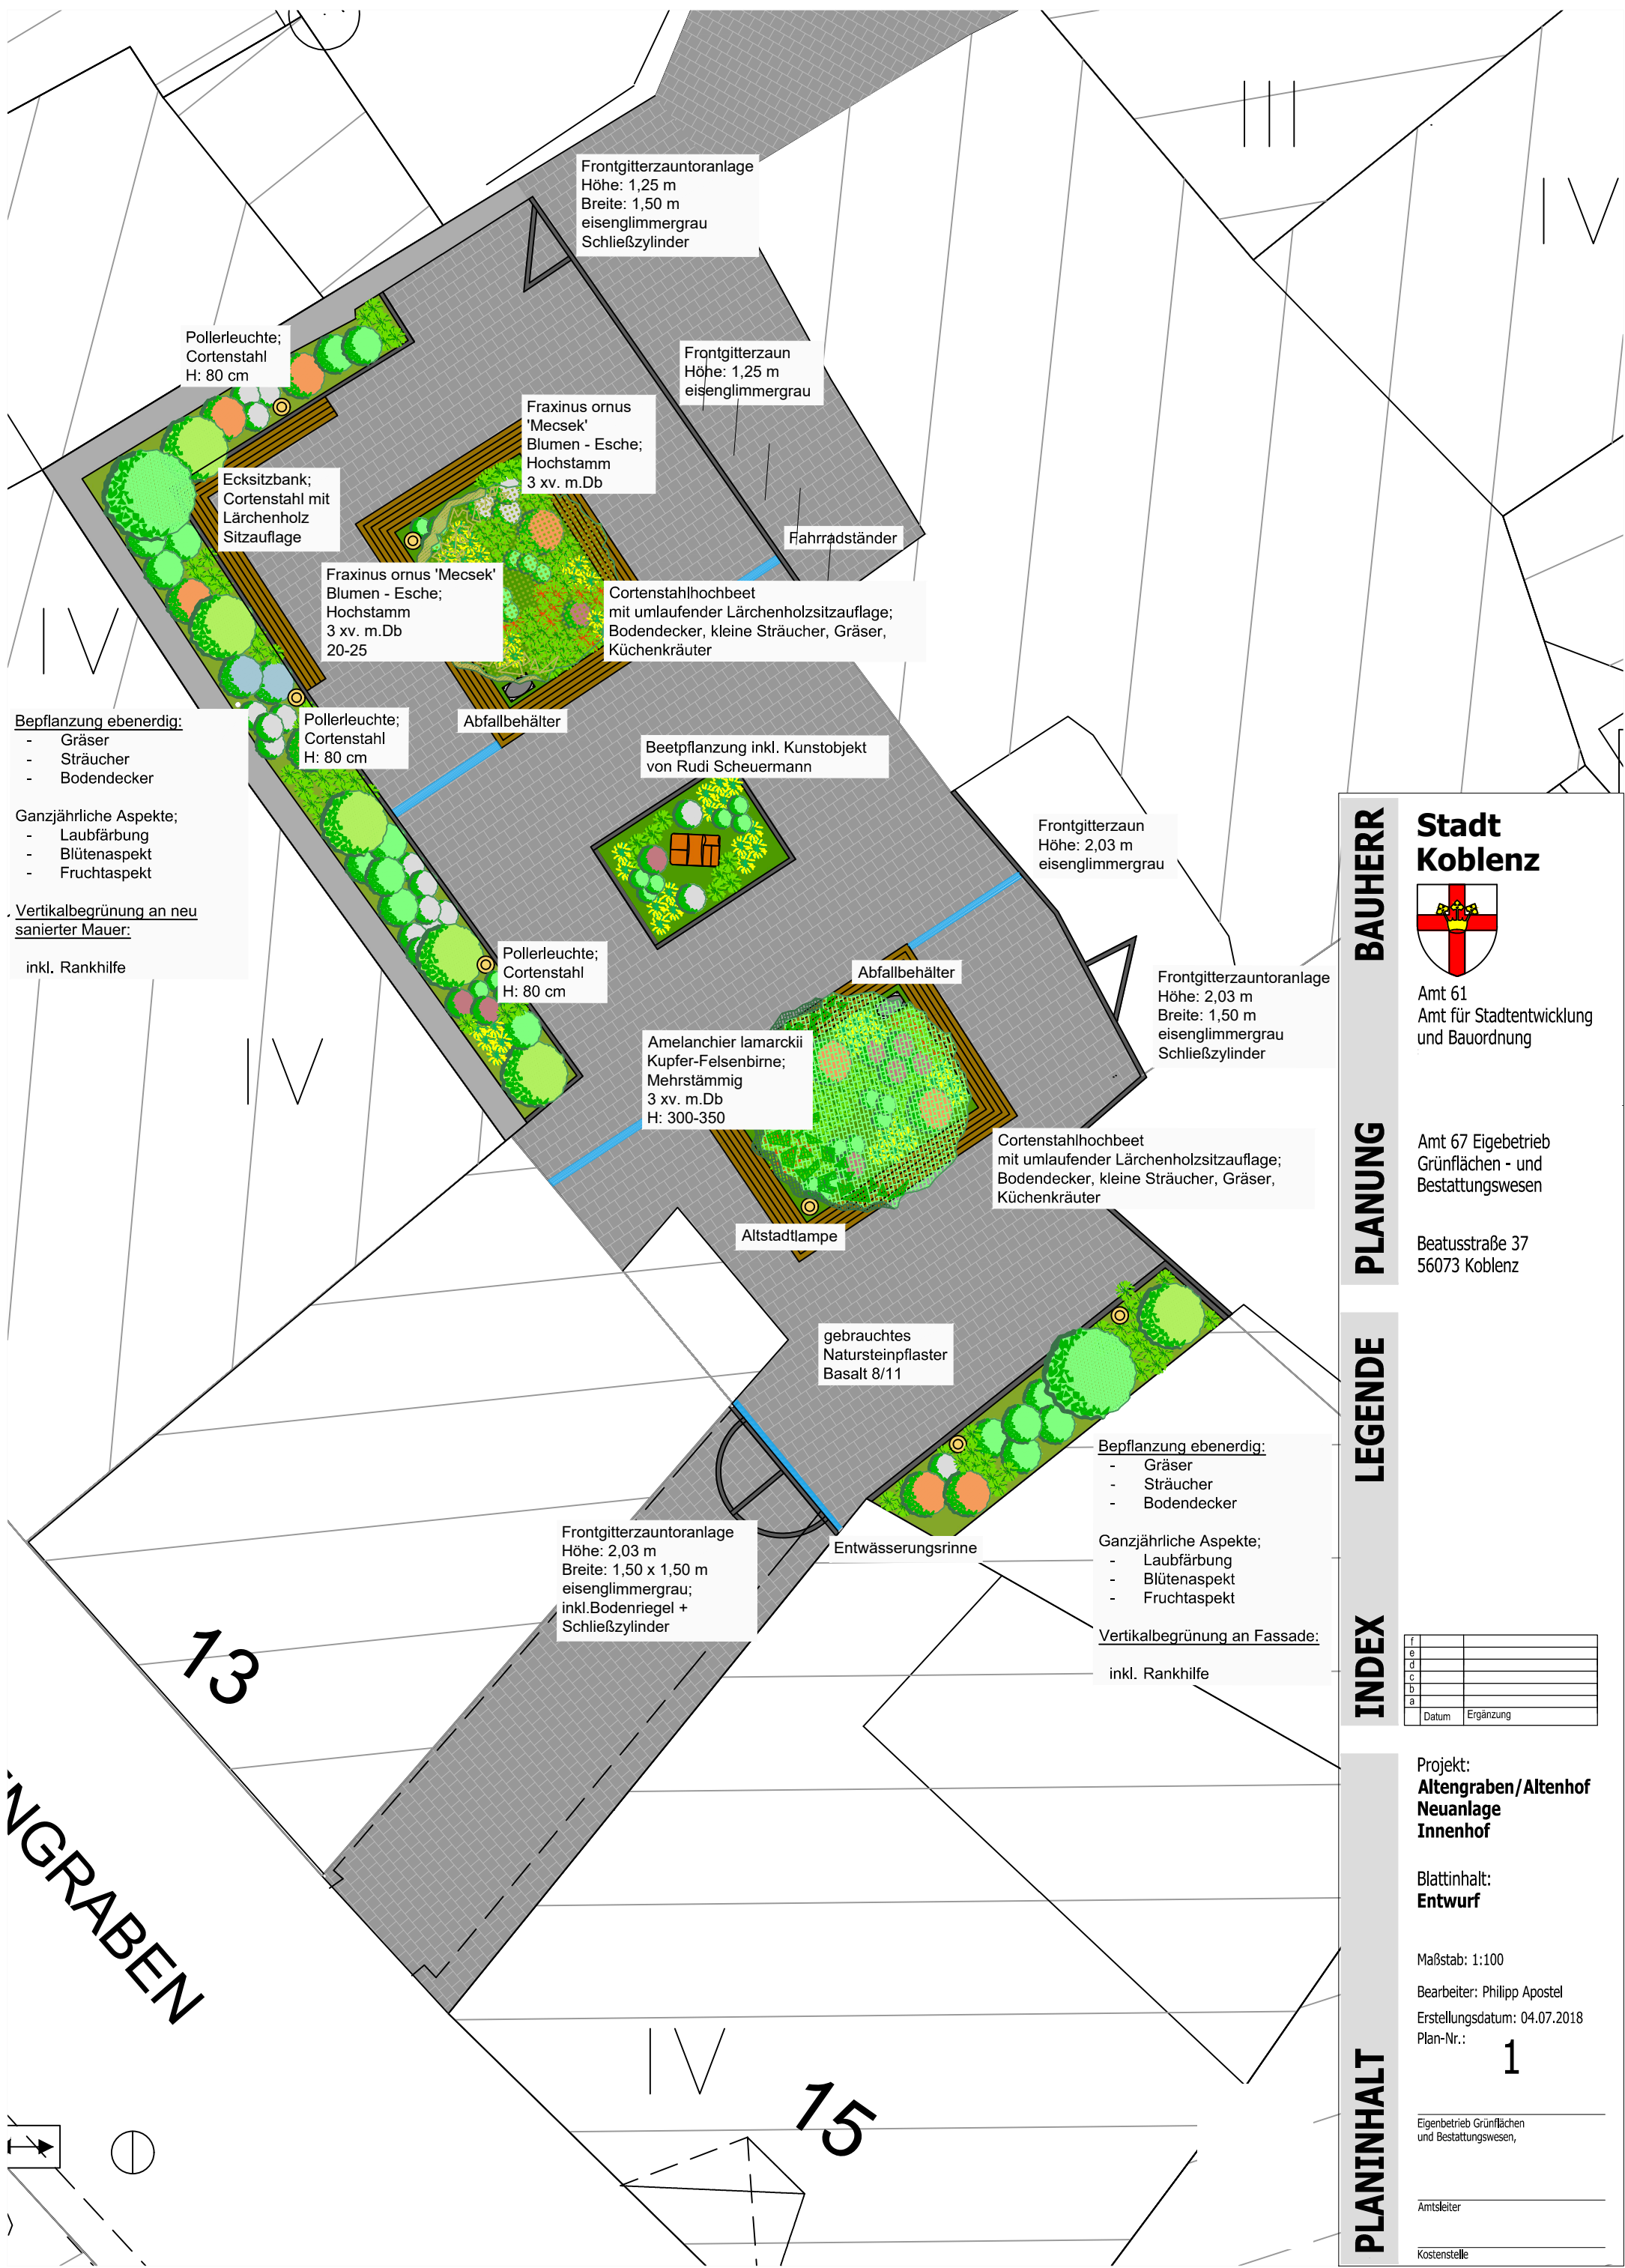 III
IV
Frontgitterzauntoranlage
Höhe: 1,25 m
Breite: 1,50 m
eisenglimmergrau
Schließzylinder
Pollerleuchte;
Cortenstahl
H: 80 cm
Frontgitterzaun
Höhe: 1,25 m
eisenglimmergrau
Fraxinus ornus
'Mecsek'
Blumen - Esche;
Hochstamm
3 xv. m.Db
Ecksitzbank;
Cortenstahl mit
Lärchenholz
Sitzauflage
Fahrradständer
Fraxinus ornus 'Mecsek'
Blumen - Esche;
Hochstamm
3 xv. m.Db
20-25
Cortenstahlhochbeet
mit umlaufender Lärchenholzsitzauflage;
Bodendecker, kleine Sträucher, Gräser,
Küchenkräuter
IV
Bepflanzung ebenerdig:
- Gräser
- Sträucher
- Bodendecker
Ganzjährliche Aspekte;
- Laubfärbung
- Blütenaspekt
- Fruchtaspekt
Vertikalbegrünung an neu
sanierter Mauer:
inkl. Rankhilfe
Pollerleuchte;
Cortenstahl
H: 80 cm
Abfallbehälter
Beetpflanzung inkl. Kunstobjekt
von Rudi Scheuermann
Frontgitterzaun
Höhe: 2,03 m
eisenglimmergrau
Pollerleuchte;
Cortenstahl
H: 80 cm
Abfallbehälter
Frontgitterzauntoranlage
Höhe: 2,03 m
Breite: 1,50 m
eisenglimmergrau
Schließzylinder
IV
Amelanchier lamarckii
Kupfer-Felsenbirne;
Mehrstämmig
3 xv. m.Db
H: 300-350
Cortenstahlhochbeet
mit umlaufender Lärchenholzsitzauflage;
Bodendecker, kleine Sträucher, Gräser,
Küchenkräuter
Altstadtlampe
gebrauchtes
Natursteinpflaster
Basalt 8/11
Bepflanzung ebenerdig:
- Gräser
- Sträucher
- Bodendecker
Ganzjährliche Aspekte;
- Laubfärbung
- Blütenaspekt
- Fruchtaspekt
Vertikalbegrünung an Fassade:
inkl. Rankhilfe
Frontgitterzauntoranlage
Höhe: 2,03 m
Breite: 1,50 x 1,50 m
eisenglimmergrau;
inkl.Bodenriegel +
Schließzylinder
Entwässerungsrinne
13
NGRABEN
IV
15
BAUHERR
Stadt
Koblenz
Amt 61
Amt für Stadtentwicklung
und Bauordnung
PLANUNG
Amt 67 Eigebetrieb
Grünflächen - und
Bestattungswesen
Beatusstraße 37
56073 Koblenz
LEGENDE
INDEX
f
e
d
c
b
a
Datum Ergänzung
PLANINHALT
Projekt:
Altengraben/Altenhof
Neuanlage
Innenhof
Blattinhalt:
Entwurf
Maßstab: 1:100
Bearbeiter: Philipp Apostel
Erstellungsdatum: 04.07.2018
Plan-Nr.:
1
Eigenbetrieb Grünflächen
und Bestattungswesen,
Amtsleiter
Kostenstelle